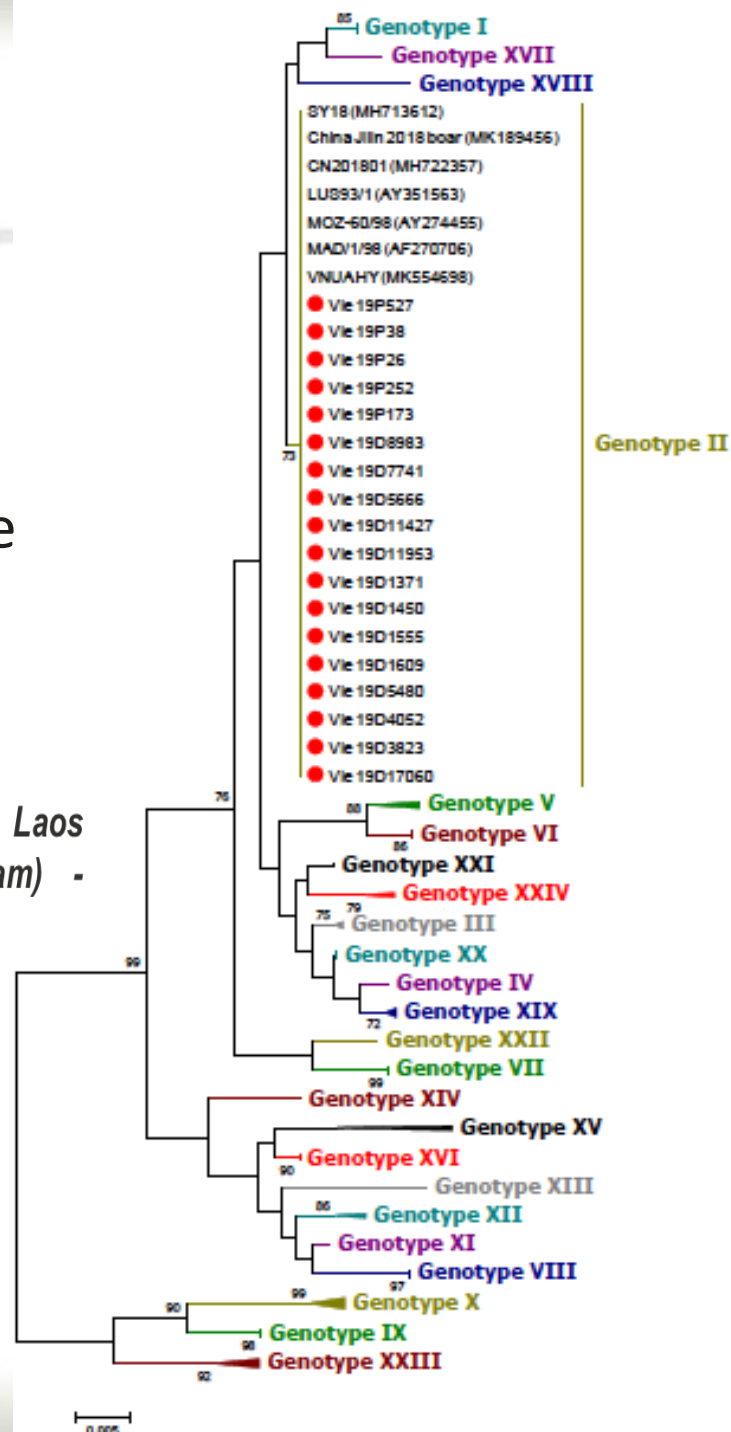 85
Genotype I
Genotype XVII
Genotype XVIII
SY18 (MH713612)
China Jilin 2018 boar (MK189456)
CN201801 (MH722357)
LUS93/1 (AY351563)
MOZ-60/98 (AY274455)
MAD/1/98 (AF270706)
VNUAHY (MK554698)
Vie 19P527
Vie 19P38
Vie 19P26
Vie 19P252
Vie 19P173
Vie 19D8983
Genotype II
73
Vie 19D7741
Vie 19D5666
e
Vie 19D11427
Vie 19D11953
Vie 19D1371
Vie 19D1450
Vie 19D1555
Vie 19D1609
Vie 19D5480
Vie 19D4052
Vie 19D3823
Vie 19D17060
76
88
Genotype V
Laos
Genotype VI
86
Genotype XXI
am) -
Genotype XXIV
79
75
Genotype III
Genotype XX
99
Genotype IV
Genotype XIX
72
Genotype XXII
Genotype VII
99
Genotype XIV
Genotype XV
Genotype XVI
90
Genotype XIII
86
Genotype XII
Genotype XI
Genotype VIII
97
99
Genotype X
90
Genotype IX
98
Genotype XXIII
92
0.005